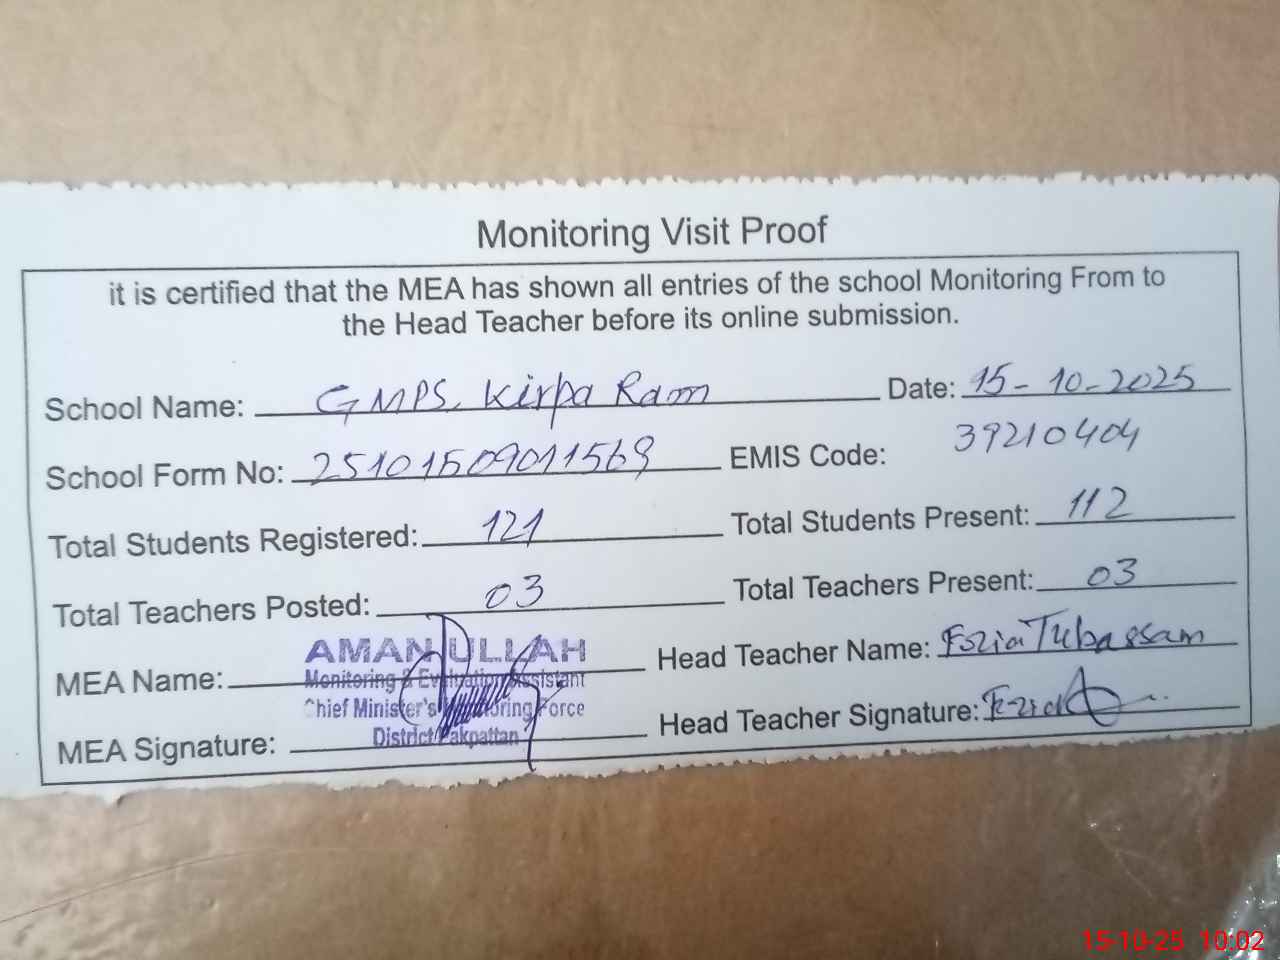 Monitoring Visit Proof
it is certified that the MEA has shown all entries of the school Monitoring From to
the Head Teacher before its online submission.
School Name: GMPS Kirpa Ram Date: 15-10-2025
School Form No: 25101509011569 EMIS Code: 39210404
Total Students Registered: 121 Total Students Present: 112
Total Teachers Posted: 03 Total Teachers Present: 03
MEA Name: AMAN ULLAH Head Teacher Name: Fozia Tubassam
Monitoring & Evaluation Assistant
Chief Minister's Monitoring Force
MEA Signature: District Pakpattan Head Teacher Signature:
15-10-25 10:02